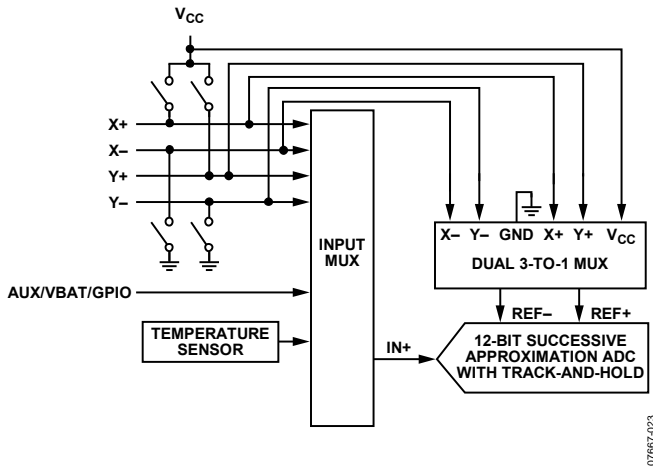 VCC
X+
X–
Y+
Y–
INPUT
MUX
X– Y– GND X+ Y+ VCC
DUAL 3-TO-1 MUX
AUX/VBAT/GPIO
REF– REF+
TEMPERATURE
SENSOR
IN+
12-BIT SUCCESSIVE
APPROXIMATION ADC
WITH TRACK-AND-HOLD
07667-023